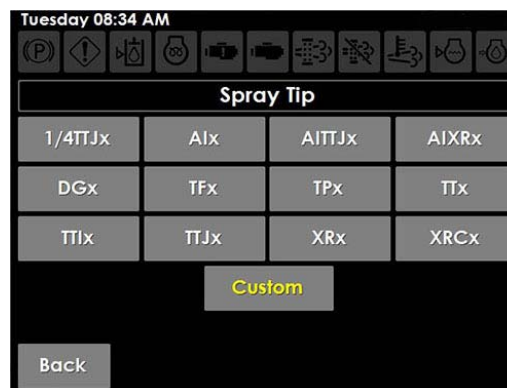 Tuesday 08:34 AM
Spray Tip
1/4TTJx AIx AITTJx AIXRx
DGx TFx TPx TTx
TTIx TTJx XRx XRCx
Custom
Back